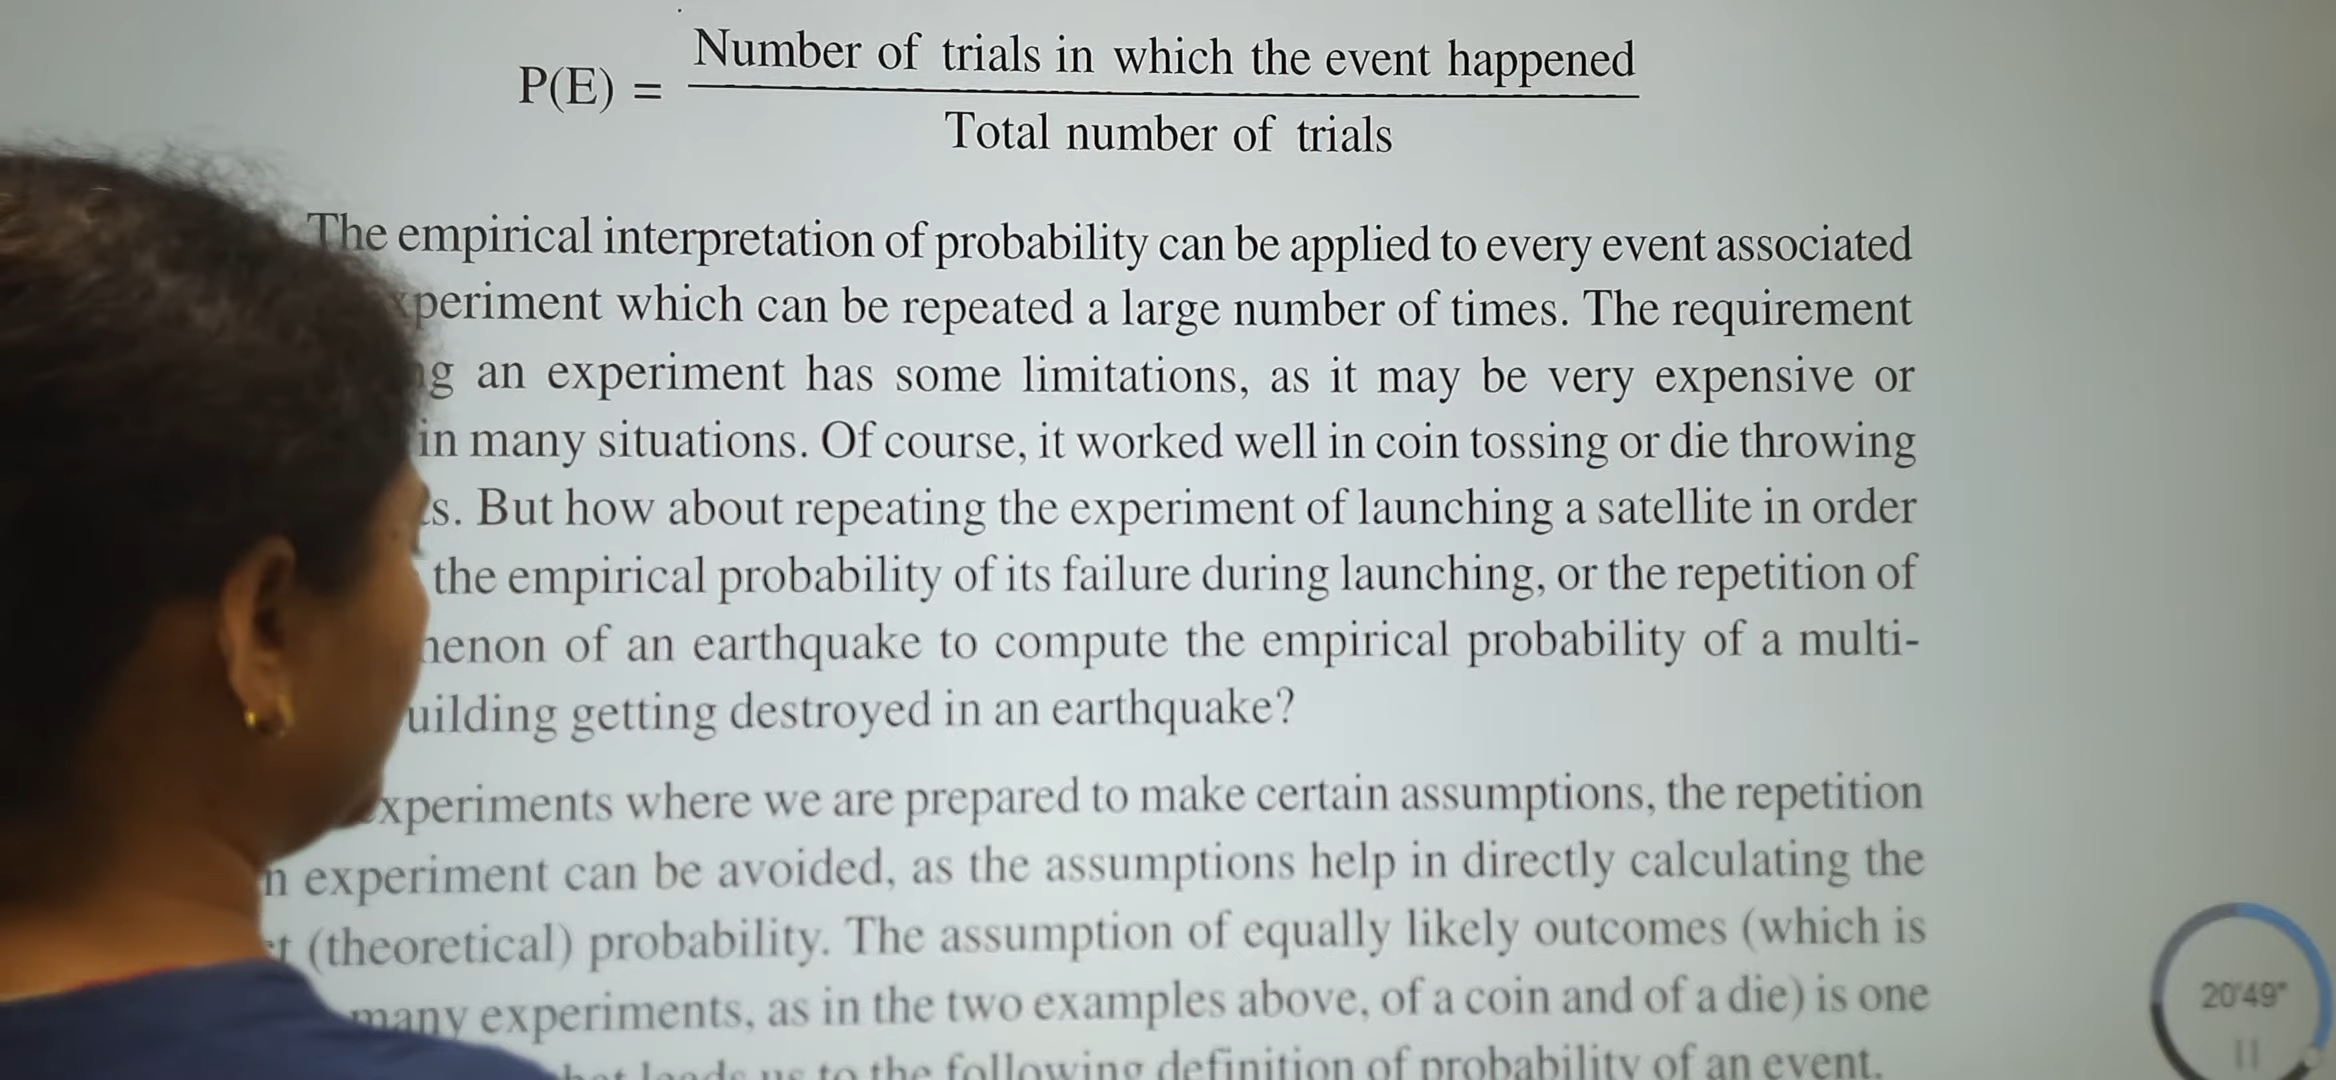 P(E) = Number of trials in which the event happened
Total number of trials
The empirical interpretation of probability can be applied to every event associated
xperiment which can be repeated a large number of times. The requirement
g an experiment has some limitations, as it may be very expensive or
in many situations. Of course, it worked well in coin tossing or die throwing
s. But how about repeating the experiment of launching a satellite in order
the empirical probability of its failure during launching, or the repetition of
henon of an earthquake to compute the empirical probability of a multi-
uilding getting destroyed in an earthquake?
xperiments where we are prepared to make certain assumptions, the repetition
n experiment can be avoided, as the assumptions help in directly calculating the
t (theoretical) probability. The assumption of equally likely outcomes (which is
many experiments, as in the two examples above, of a coin and of a die) is one
hat leads us to the following definition of probability of an event.
20'49"